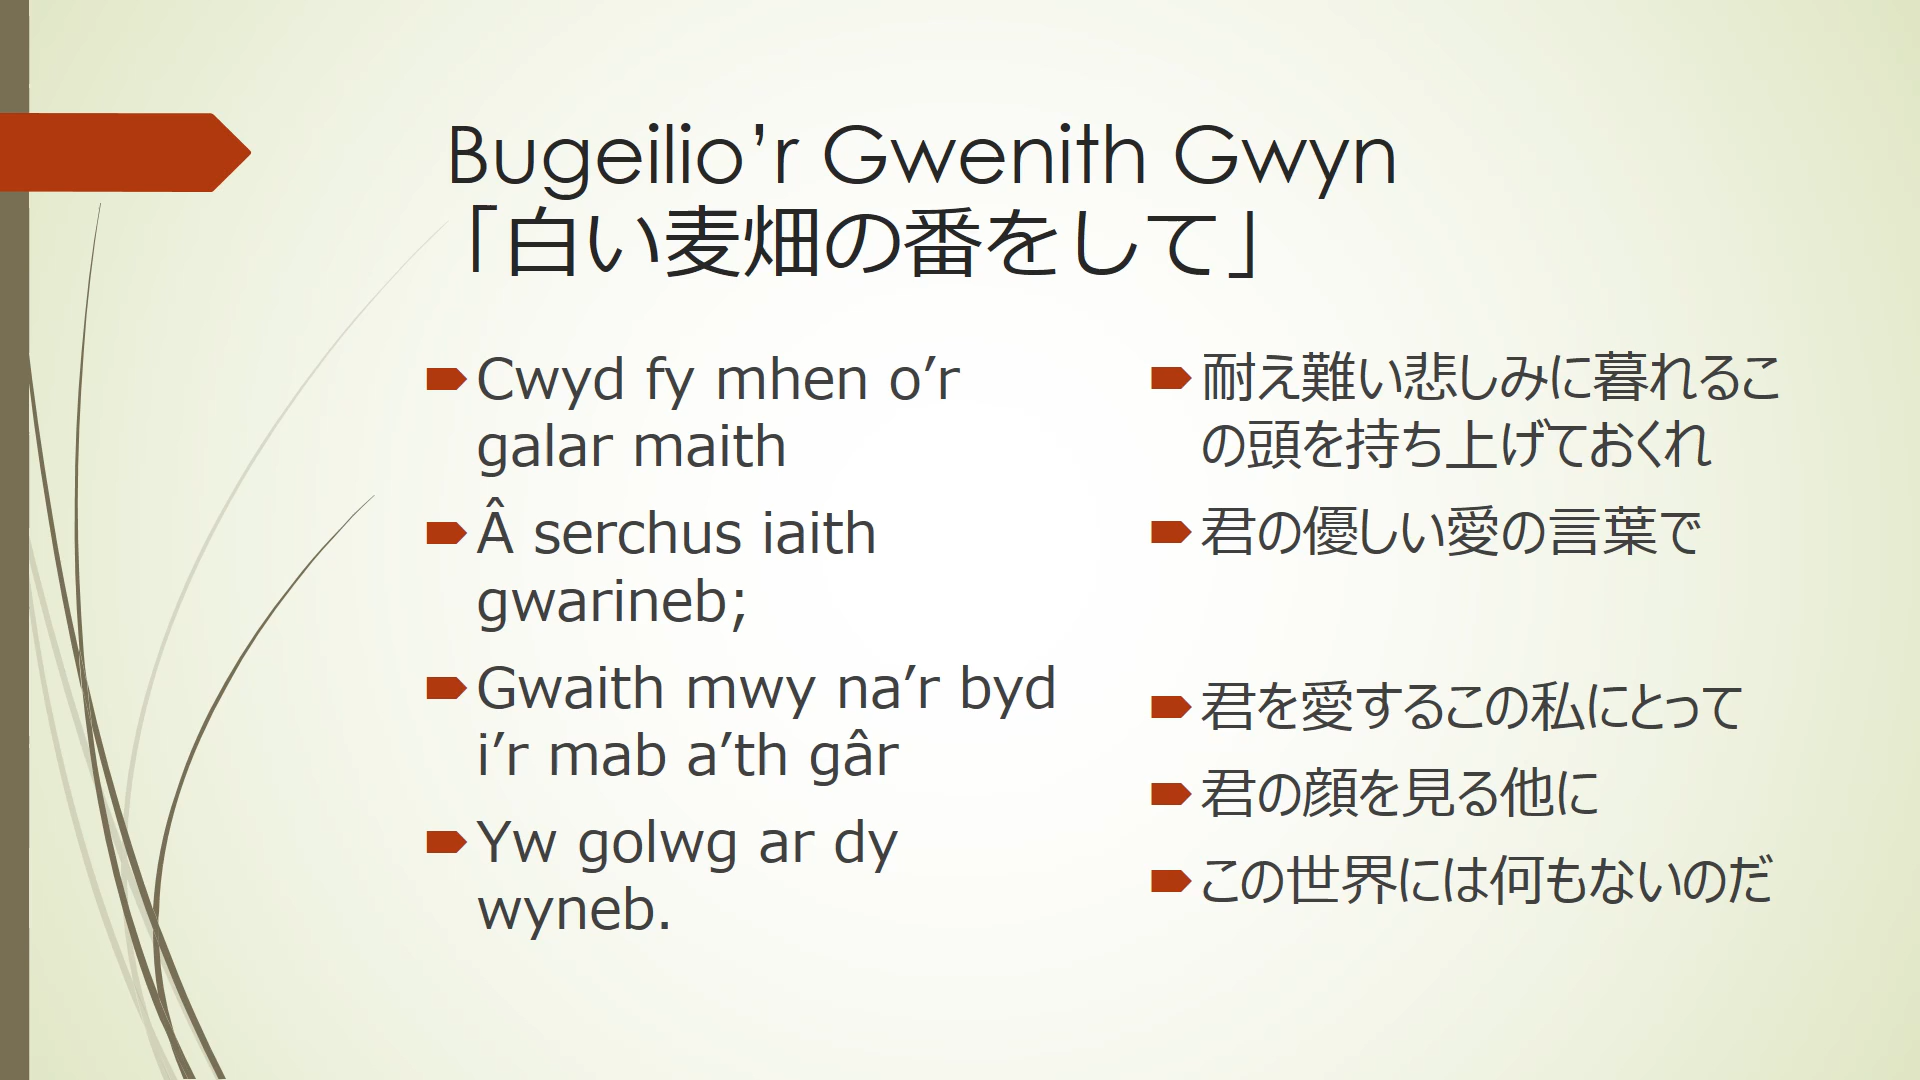 Bugeilio’r Gwenith Gwyn
「白い麦畑の番をして」
Cwyd fy mhen o’r
galar maith
Â serchus iaith
gwarineb;
Gwaith mwy na’r byd
i’r mab a’th gâr
Yw golwg ar dy
wyneb.
耐え難い悲しみに暮れるこ
の頭を持ち上げておくれ
君の優しい愛の言葉で
君を愛するこの私にとって
君の顔を見る他に
この世界には何もないのだ